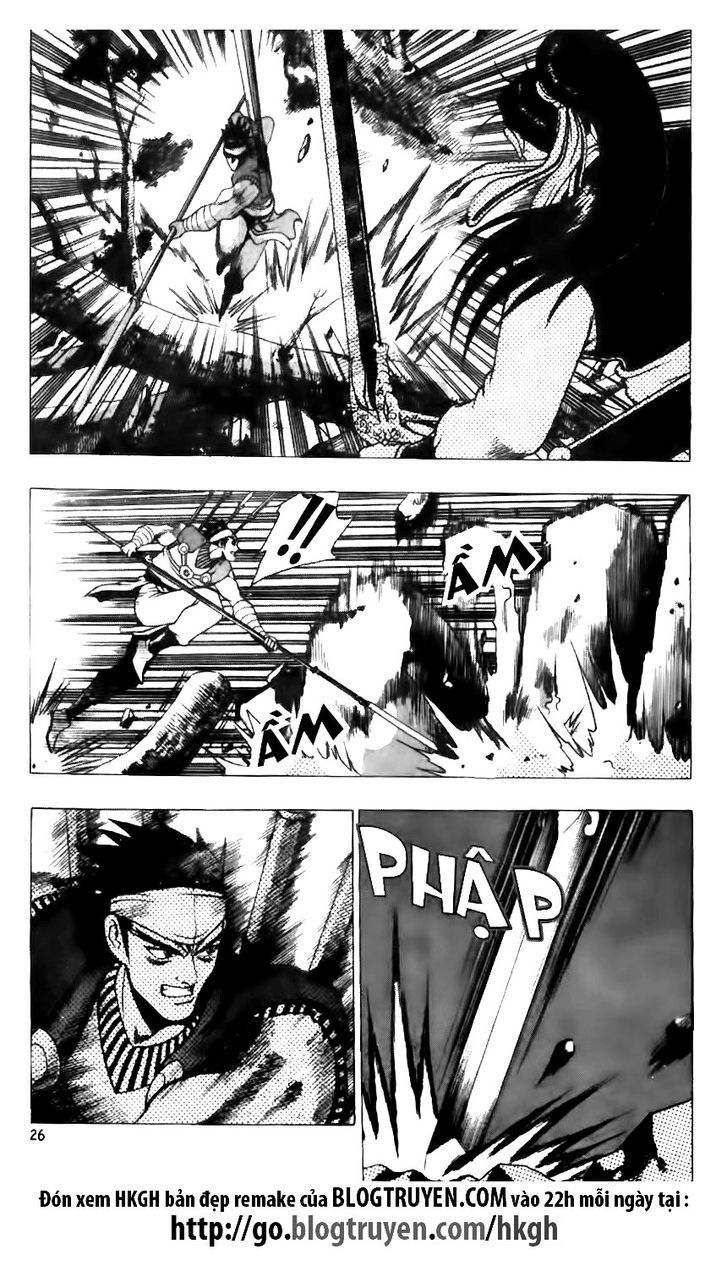 !!
ẦM
ẦM
PHẬP
26
Đón xem HKGH bản đẹp remake của BLOGTRUYEN.COM vào 22h mỗi ngày tại :
http://go.blogtruyen.com/hkgh